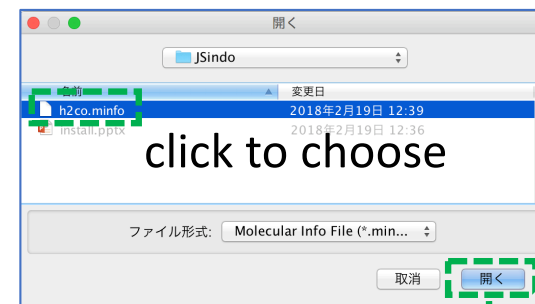 開く
JSindo
名前 変更日
h2co.minfo 2018年2月19日 12:39
install.pptx 2018年2月19日 12:36
click to choose
ファイル形式: Molecular Info File (*.min...
取消 開く